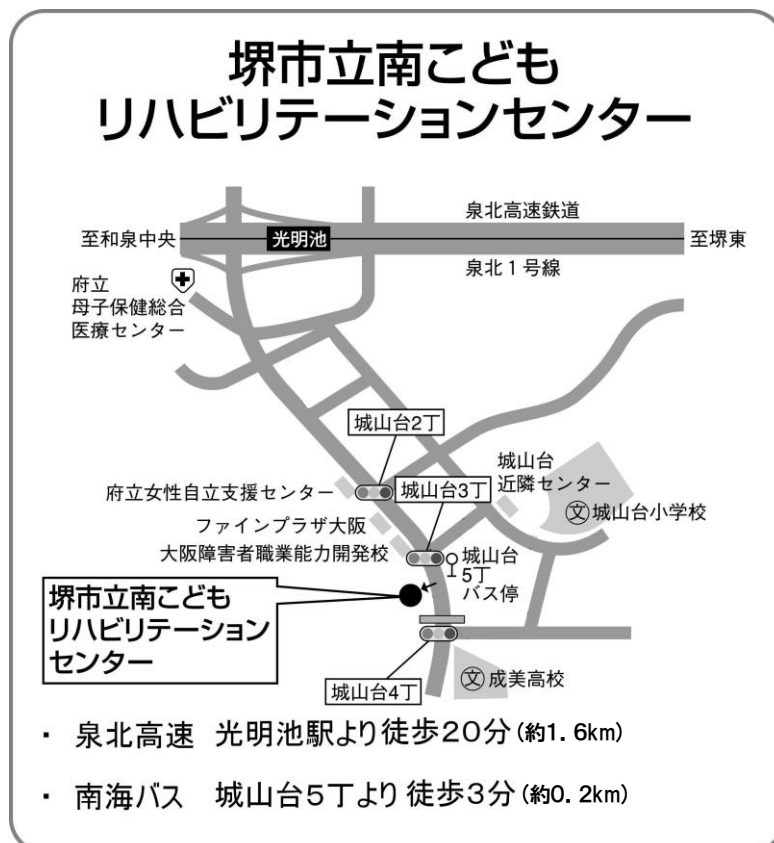 堺市立南こども
リハビリテーションセンター
泉北高速鉄道
至和泉中央
光明池
至堺東
泉北1号線
府立
母子保健総合
医療センター
城山台2丁
城山台
近隣センター
城山台3丁
府立女性自立支援センター
文城山台小学校
ファインプラザ大阪
大阪障害者職業能力開発校
城山台
5丁
バス停
堺市立南こども
リハビリテーション
センター
文成美高校
城山台4丁
・ 泉北高速 光明池駅より徒歩20分(約1.6km)
・ 南海バス 城山台5丁より徒歩3分(約0.2km)